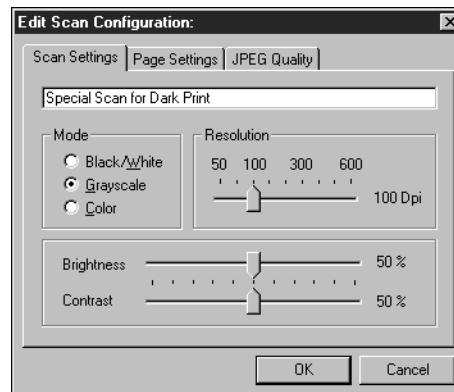 Edit Scan Configuration:
Scan Settings Page Settings JPEG Quality
Special Scan for Dark Print
Mode
Black/White
Grayscale
Color
Resolution
50 100 300 600
100 Dpi
Brightness 50 %
Contrast 50 %
OK Cancel